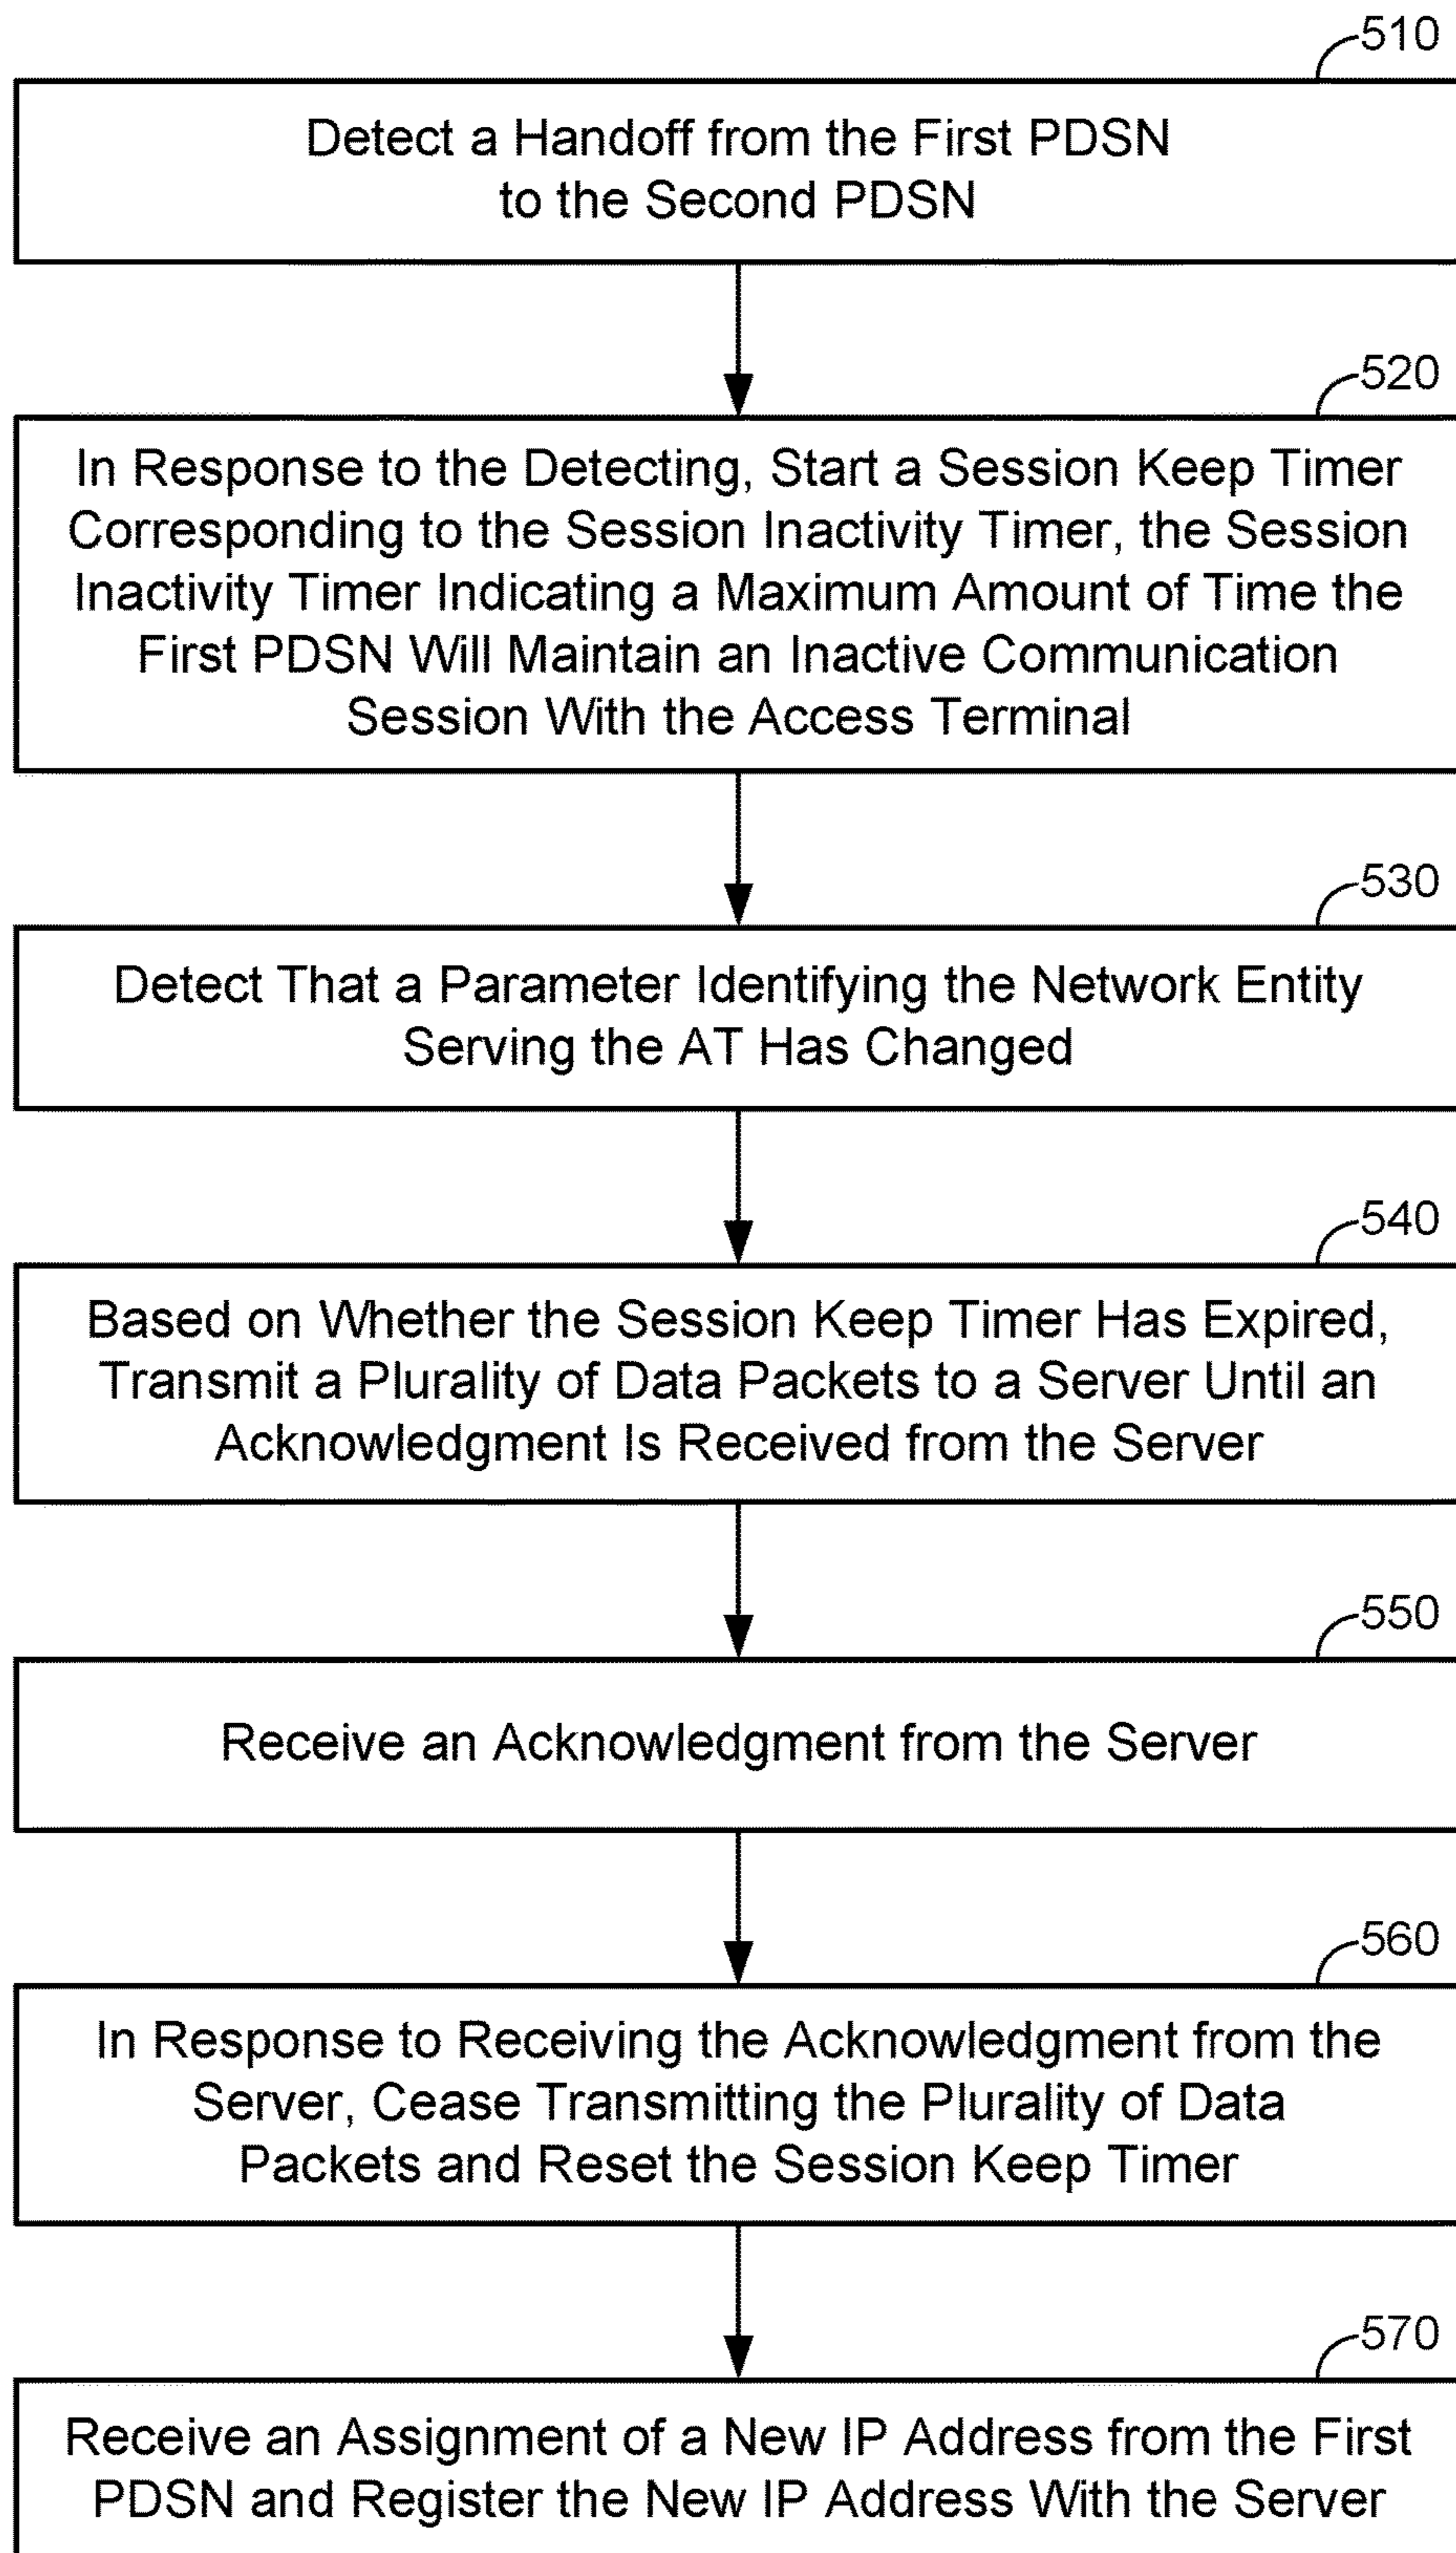 510
Detect a Handoff from the First PDSN
to the Second PDSN
520
In Response to the Detecting, Start a Session Keep Timer
Corresponding to the Session Inactivity Timer, the Session
Inactivity Timer Indicating a Maximum Amount of Time the
First PDSN Will Maintain an Inactive Communication
Session With the Access Terminal
530
Detect That a Parameter Identifying the Network Entity
Serving the AT Has Changed
540
Based on Whether the Session Keep Timer Has Expired,
Transmit a Plurality of Data Packets to a Server Until an
Acknowledgment Is Received from the Server
550
Receive an Acknowledgment from the Server
560
In Response to Receiving the Acknowledgment from the
Server, Cease Transmitting the Plurality of Data
Packets and Reset the Session Keep Timer
570
Receive an Assignment of a New IP Address from the First
PDSN and Register the New IP Address With the Server